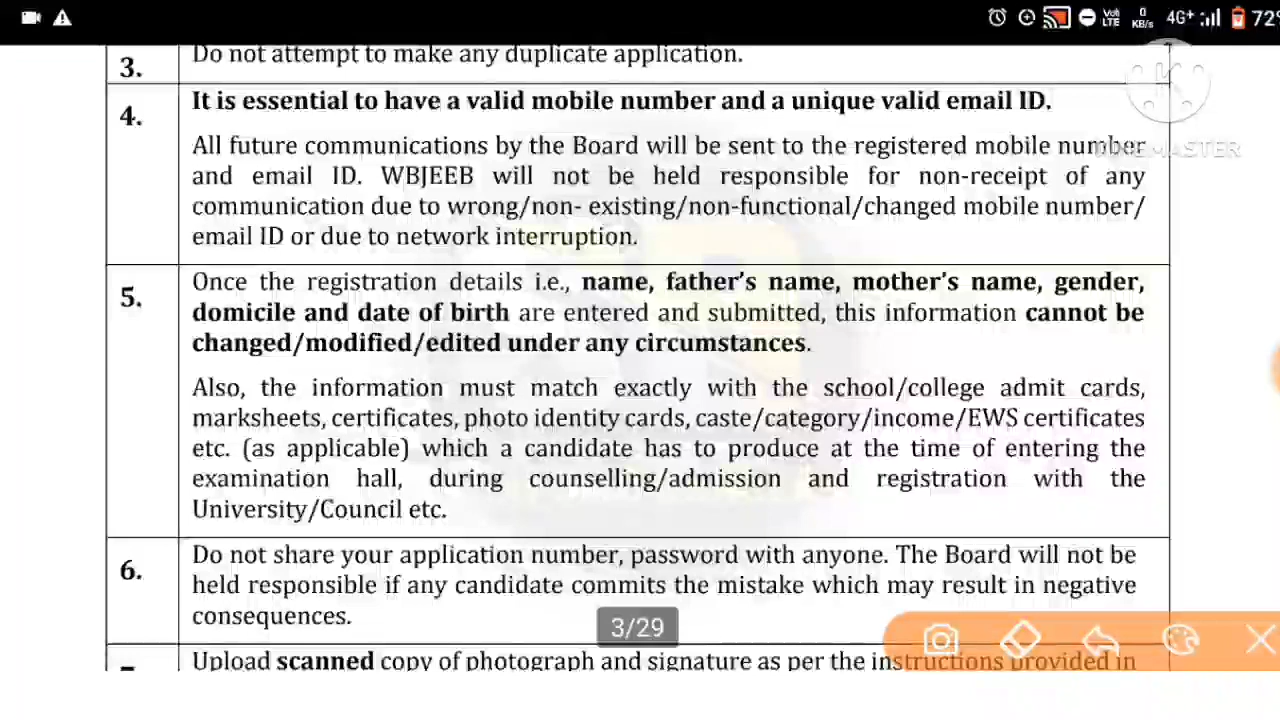 Volt LTE 0 KB/s 4G+ 72%
3. Do not attempt to make any duplicate application.
4. It is essential to have a valid mobile number and a unique valid email ID.
All future communications by the Board will be sent to the registered mobile number
and email ID. WBJEEB will not be held responsible for non-receipt of any
communication due to wrong/non- existing/non-functional/changed mobile number/
email ID or due to network interruption.
5. Once the registration details i.e., name, father's name, mother's name, gender,
domicile and date of birth are entered and submitted, this information cannot be
changed/modified/edited under any circumstances.
Also, the information must match exactly with the school/college admit cards,
marksheets, certificates, photo identity cards, caste/category/income/EWS certificates
etc. (as applicable) which a candidate has to produce at the time of entering the
examination hall, during counselling/admission and registration with the
University/Council etc.
6. Do not share your application number, password with anyone. The Board will not be
held responsible if any candidate commits the mistake which may result in negative
consequences.
3/29
Upload scanned copy of photograph and signature as per the instructions provided in